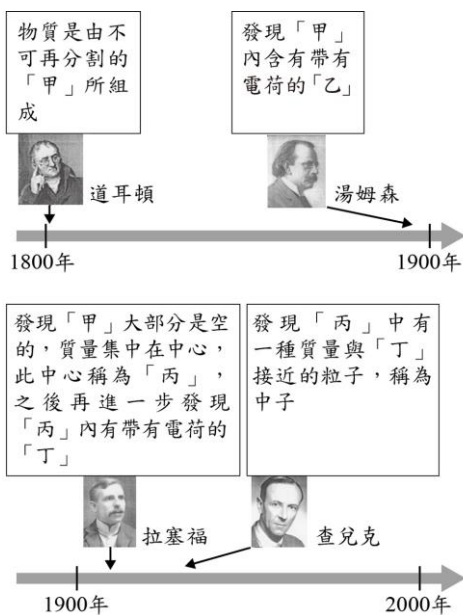 物質是由不
可再分割的
「甲」所組
成
發現「甲」
內含有帶有
電荷的「乙」
道耳頓
湯姆森
1800年
1900年
發現「甲」大部分是空
的，質量集中在中心，
此中心稱為「丙」，
之後再進一步發現
「丙」內有帶有電荷的
「丁」
發現「丙」中有
一種質量與「丁」
接近的粒子，稱為
中子
拉塞福
查兌克
1900年
2000年